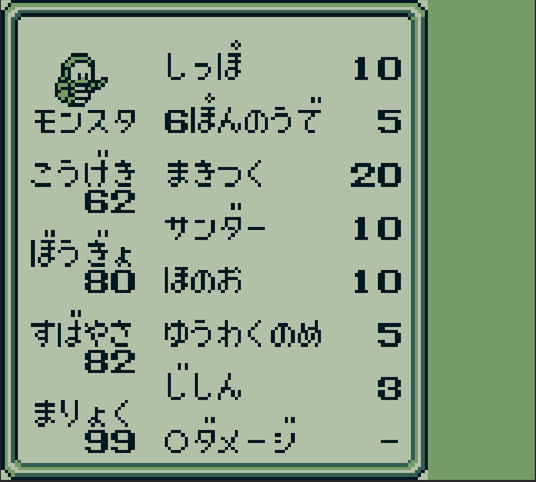 しっぽ 10
モンスタ 6ぽんのうで 5
こうげき まきつく 20
62
サンダー 10
ぼうぎょ
80 ほのお 10
すばやさ ゆうわくのめ 5
82
じしん 3
まりょく
99 ○ダメージ -